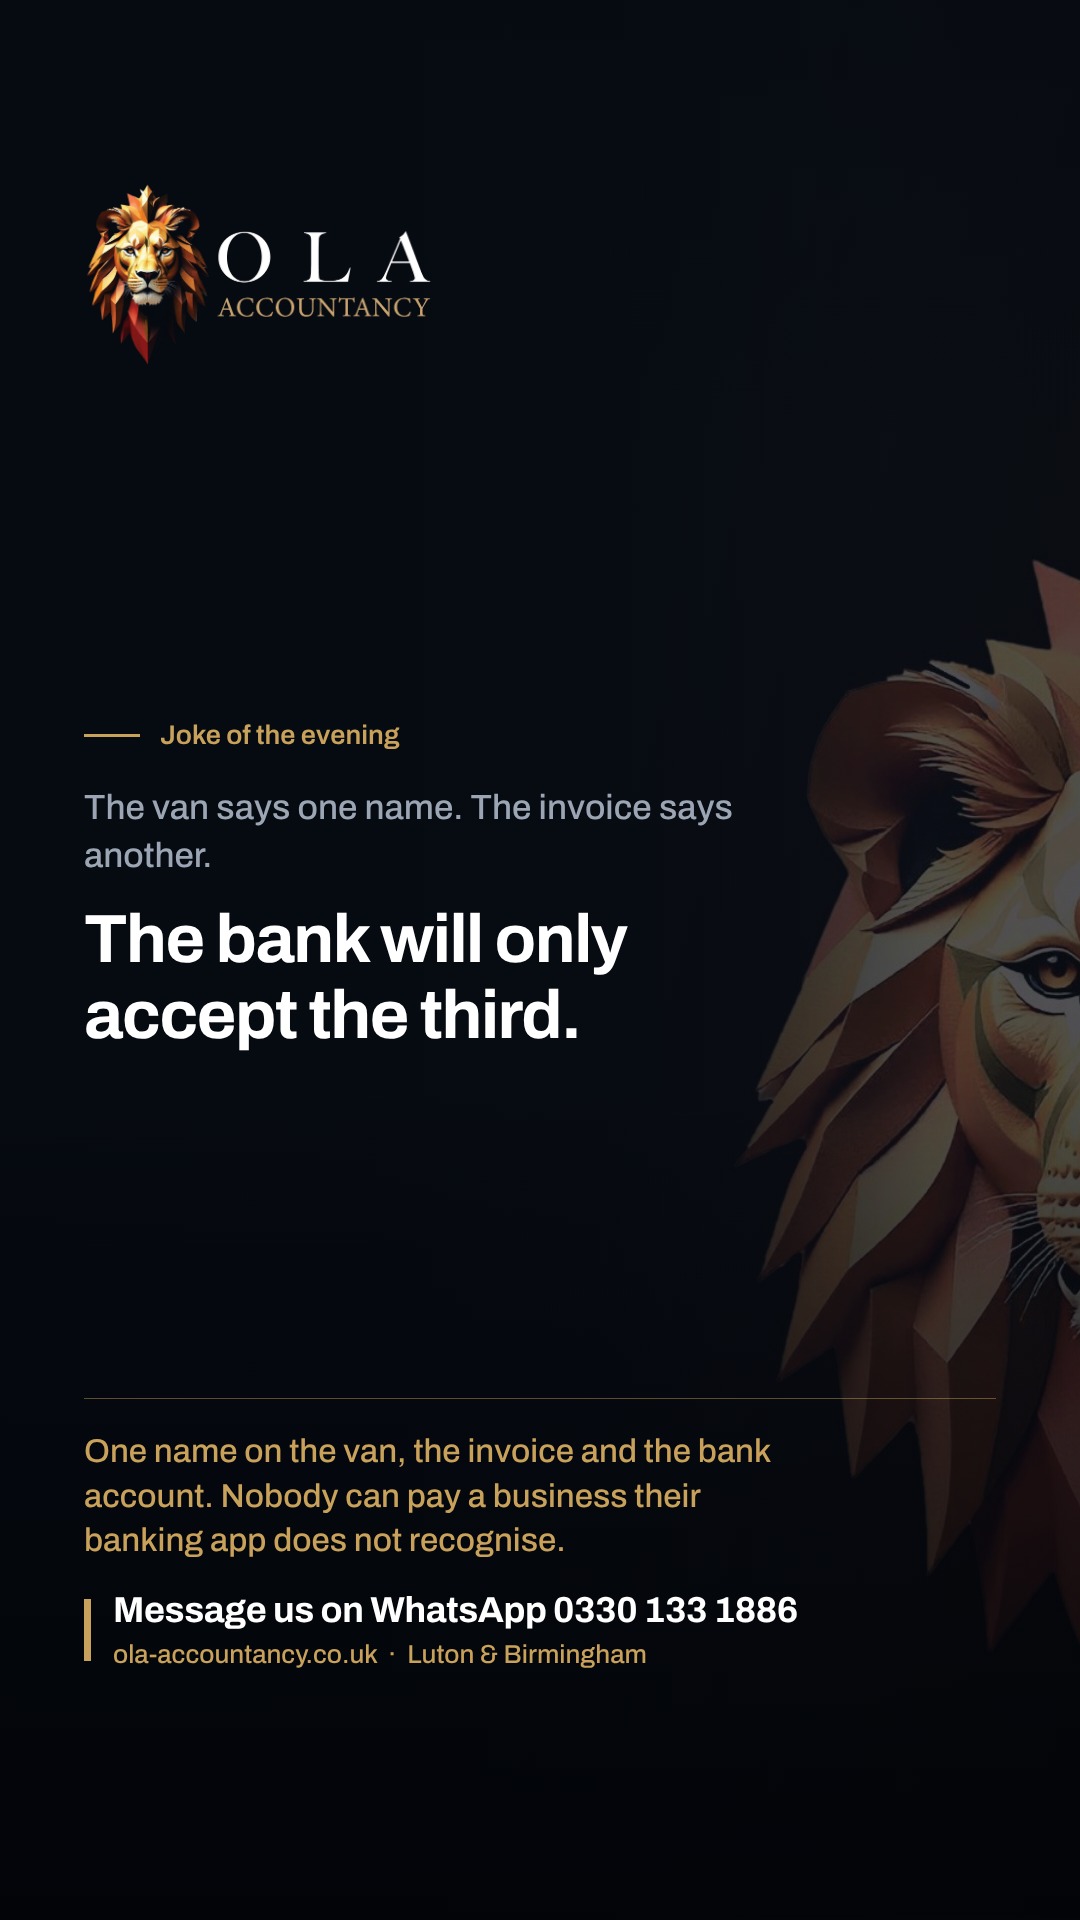 OLA
ACCOUNTANCY
Joke of the evening
The van says one name. The invoice says
another.
The bank will only
accept the third.
One name on the van, the invoice and the bank
account. Nobody can pay a business their
banking app does not recognise.
Message us on WhatsApp 0330 133 1886
ola-accountancy.co.uk · Luton & Birmingham